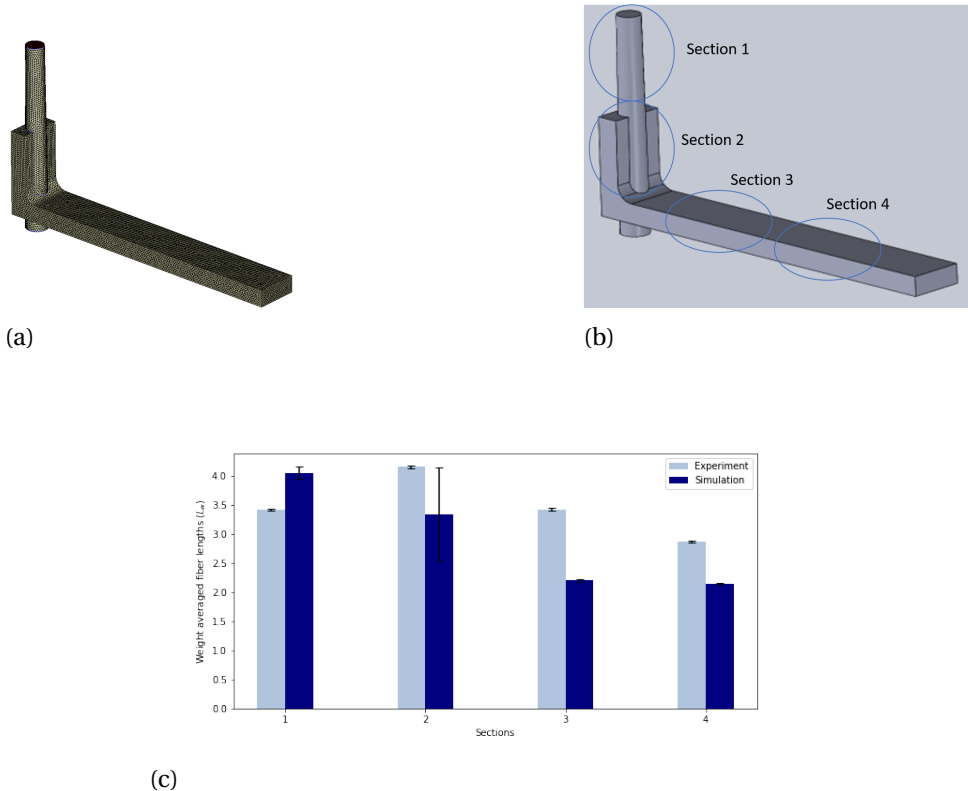 Section 1
Section 2
Section 3
Section 4
(a)
(b)
Experiment
Simulation
Weight averaged fiber lengths (Lw)
4.0
3.5
3.0
2.5
2.0
1.5
1.0
0.5
0.0
1 2 3 4
Sections
(c)